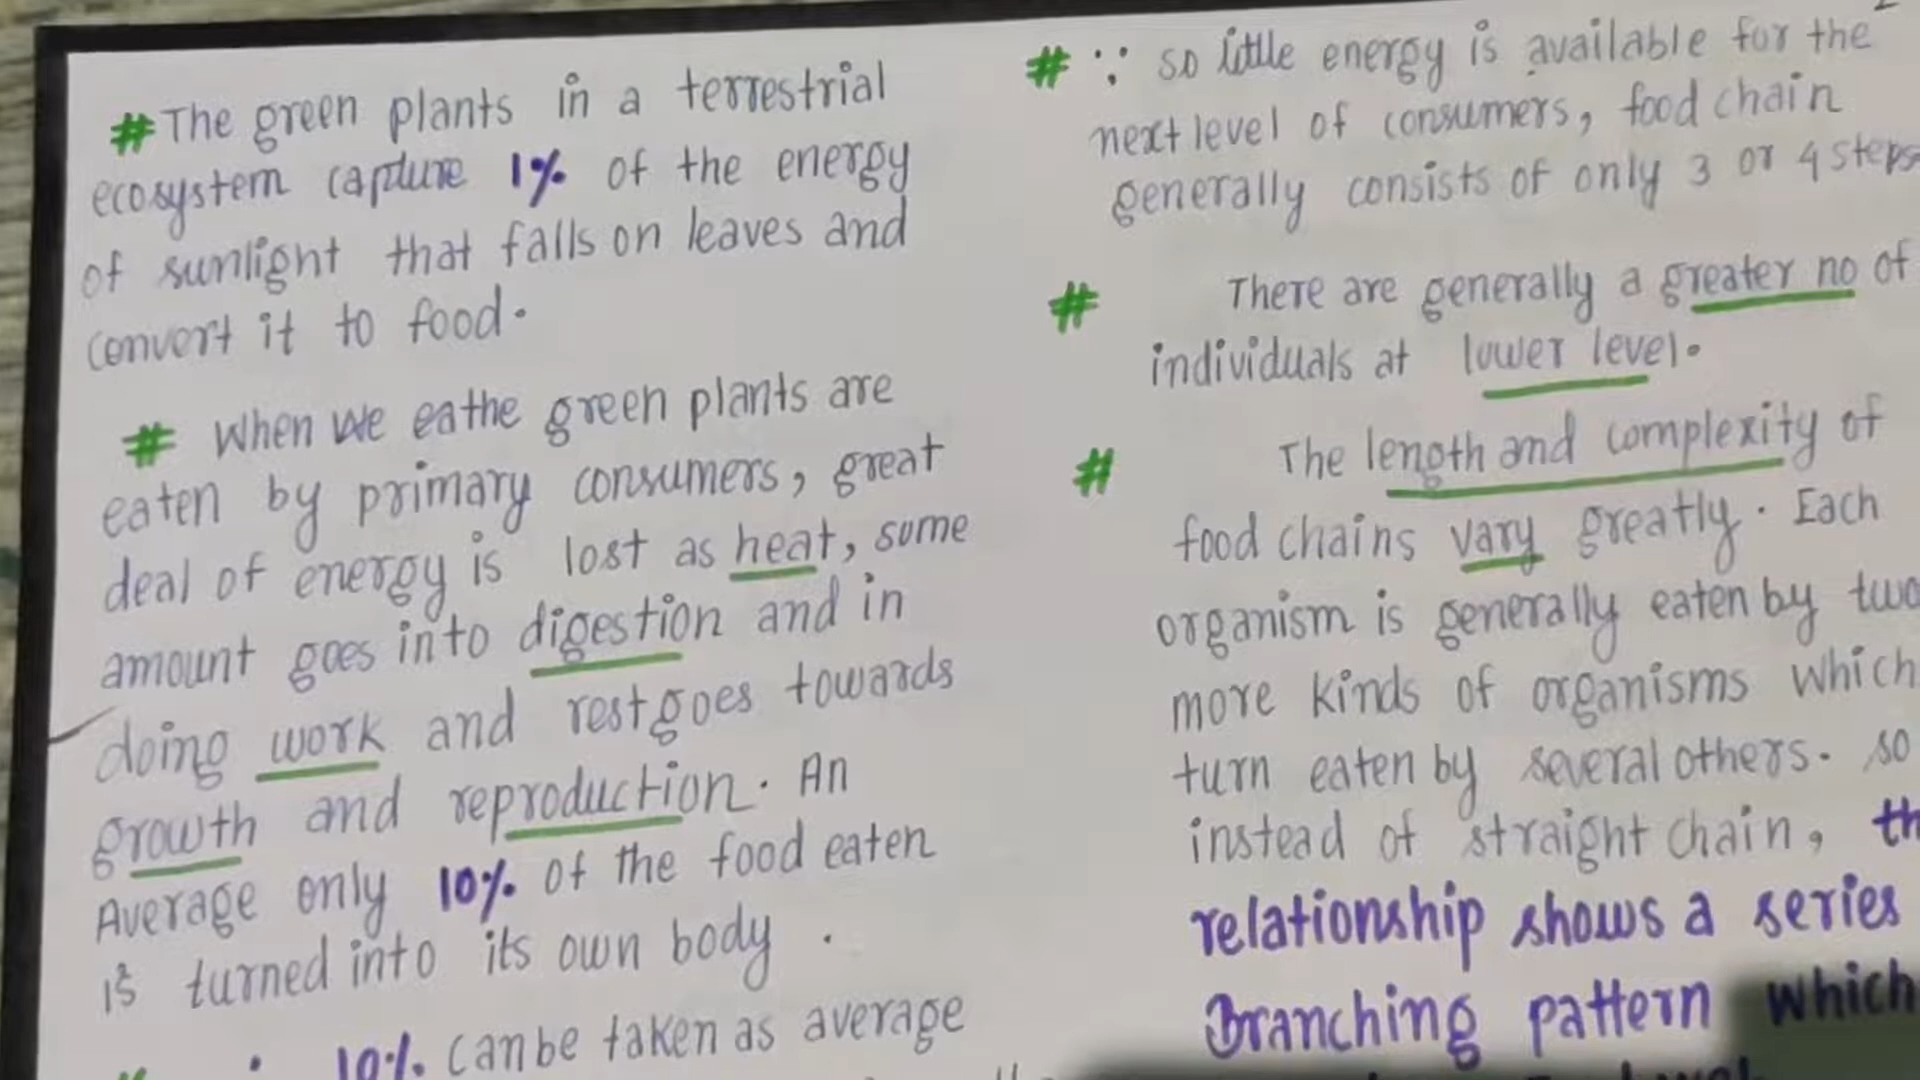 # The green plants in a terrestrial
ecosystem capture 1% of the energy
of sunlight that falls on leaves and
convert it to food.
# When We eathe green plants are
eaten by primary consumers, great
deal of energy is lost as heat, some
amount goes into digestion and in
doing work and rest goes towards
growth and reproduction. An
Average only 10% of the food eaten
is turned into its own body.
10% can be taken as average
# ∵ so little energy is available for the
next level of consumers, food chain
generally consists of only 3 or 4 steps
# There are generally a greater no of
individuals at lower level.
# The length and complexity of
food chains vary greatly. Each
organism is generally eaten by two
more kinds of organisms which
turn eaten by several others. so
instead of straight chain, th
relationship shows a series
Branching pattern which